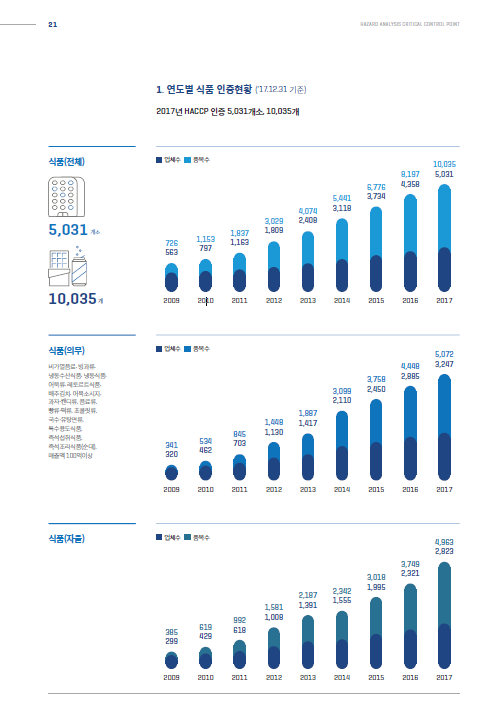 21
HAZARD ANALYSIS CRITICAL CONTROL POINT
1. 연도별 식품 인증현황 ('17.12.31 기준)
2017년 HACCP 인증 5,031개소, 10,035개
식품(전체)
5,031 개소
10,035 개
업체수 품목수
726 1,153 1,837 3,029 4,074 5,441 6,776 8,197 10,035
563 797 1,163 1,809 2,408 3,118 3,734 4,358 5,031
2009 2010 2011 2012 2013 2014 2015 2016 2017
식품(의무)
비가열음료, 빙과류,
냉동수산식품, 냉동식품,
어묵류, 레토르트식품,
배추김치, 어육소시지,
과자·캔디류, 음료류,
빵류·떡류, 초콜릿류,
국수·유탕면류,
특수용도식품,
즉석섭취식품,
즉석조리식품(순대),
매출액 100억이상
업체수 품목수
341 534 845 1,448 1,887 3,099 3,758 4,448 5,072
320 462 703 1,130 1,417 2,110 2,450 2,885 3,247
2009 2010 2011 2012 2013 2014 2015 2016 2017
식품(자율)
업체수 품목수
385 619 992 1,581 2,187 2,342 3,018 3,749 4,963
299 429 618 1,008 1,391 1,555 1,995 2,321 2,823
2009 2010 2011 2012 2013 2014 2015 2016 2017